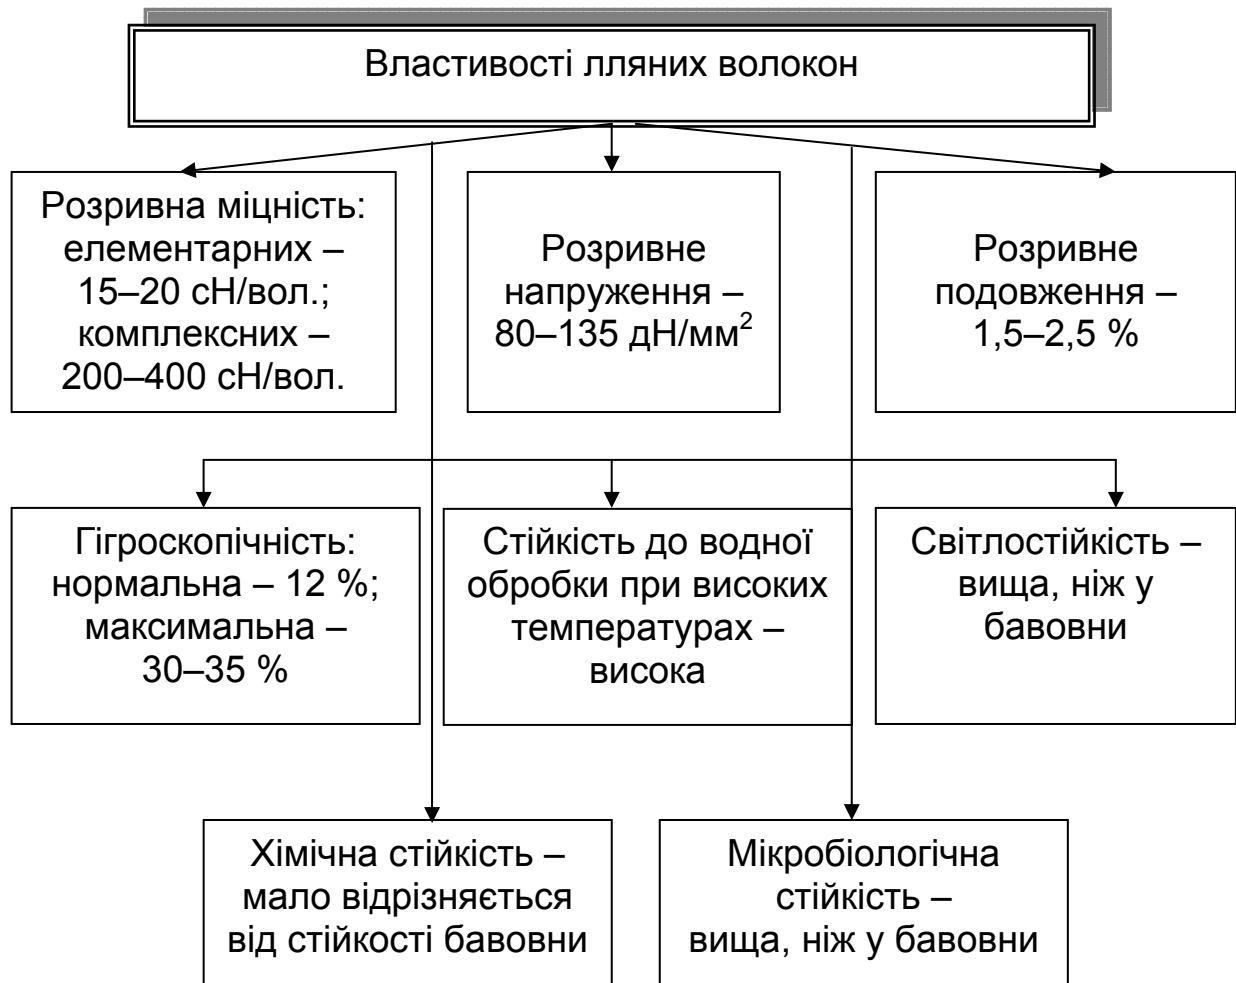 Властивості лляних волокон
Розривна міцність:
елементарних –
15–20 сН/вол.;
комплексних –
200–400 сН/вол.
Розривне
напруження –
80–135 дН/мм²
Розривне
подовження –
1,5–2,5 %
Гігроскопічність:
нормальна – 12 %;
максимальна –
30–35 %
Стійкість до водної
обробки при високих
температурах –
висока
Світлостійкість –
вища, ніж у
бавовни
Хімічна стійкість –
мало відрізняється
від стійкості бавовни
Мікробіологічна
стійкість –
вища, ніж у бавовни